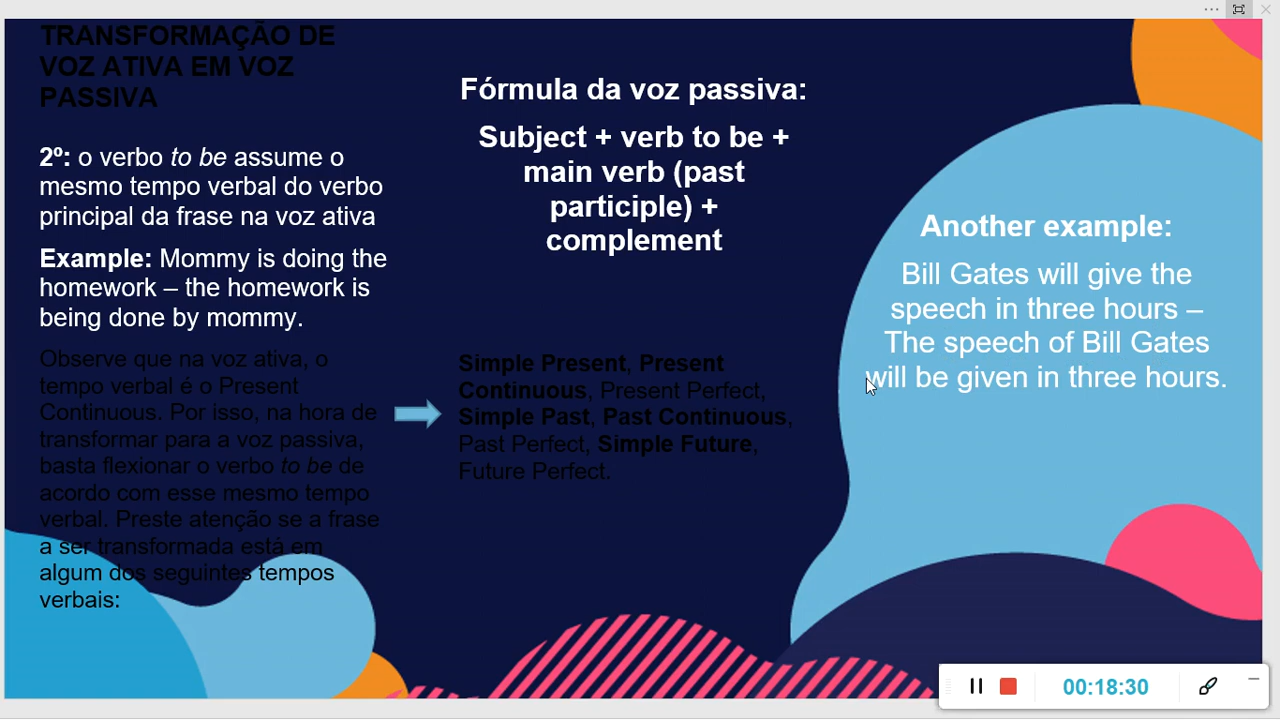 TRANSFORMAÇÃO DE
VOZ ATIVA EM VOZ
PASSIVA
2º: o verbo to be assume o
mesmo tempo verbal do verbo
principal da frase na voz ativa
Example: Mommy is doing the
homework – the homework is
being done by mommy.
Observe que na voz ativa, o
tempo verbal é o Present
Continuous. Por isso, na hora de
transformar para a voz passiva,
basta flexionar o verbo to be de
acordo com esse mesmo tempo
verbal. Preste atenção se a frase
a ser transformada está em
algum dos seguintes tempos
verbais:
Fórmula da voz passiva:
Subject + verb to be +
main verb (past
participle) +
complement
Simple Present, Present
Continuous, Present Perfect,
Simple Past, Past Continuous,
Past Perfect, Simple Future,
Future Perfect.
Another example:
Bill Gates will give the
speech in three hours –
The speech of Bill Gates
will be given in three hours.
00:18:30